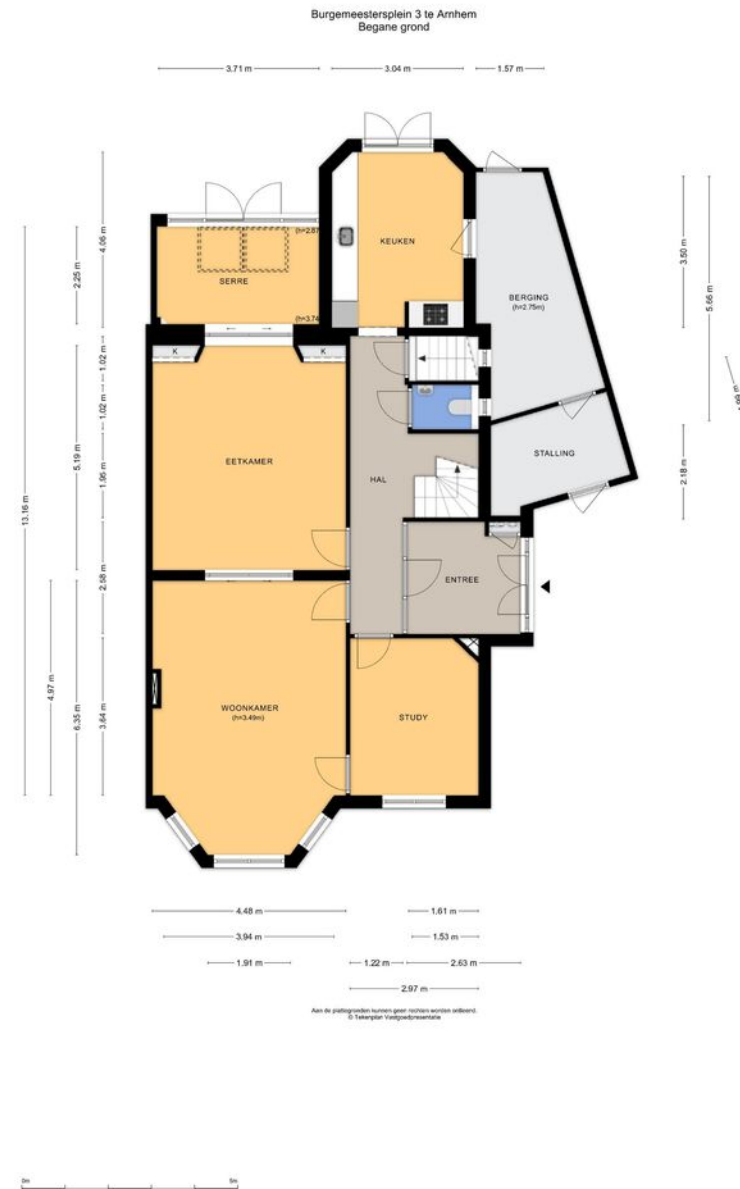 Burgemeestersplein 3 te Arnhem
Begane grond
3.71 m
3.04 m
1.57 m
KEUKEN
(h=2.87
SERRE
(h=3.74
BERGING
(h=2.75m)
K
K
EETKAMER
HAL
STALLING
ENTREE
WOONKAMER
(h=3.49m)
STUDY
13.16 m
4.97 m
2.25 m
5.19 m
6.35 m
4.06 m
1.02 m
1.02 m
1.95 m
2.58 m
3.64 m
3.50 m
2.18 m
5.66 m
4.99 m
4.48 m
1.61 m
3.94 m
1.53 m
1.91 m
1.22 m
2.63 m
2.97 m
Aan de plattegronden kunnen geen rechten worden ontleend.
© Tekenplan Vastgoedpresentatie
0m
5m